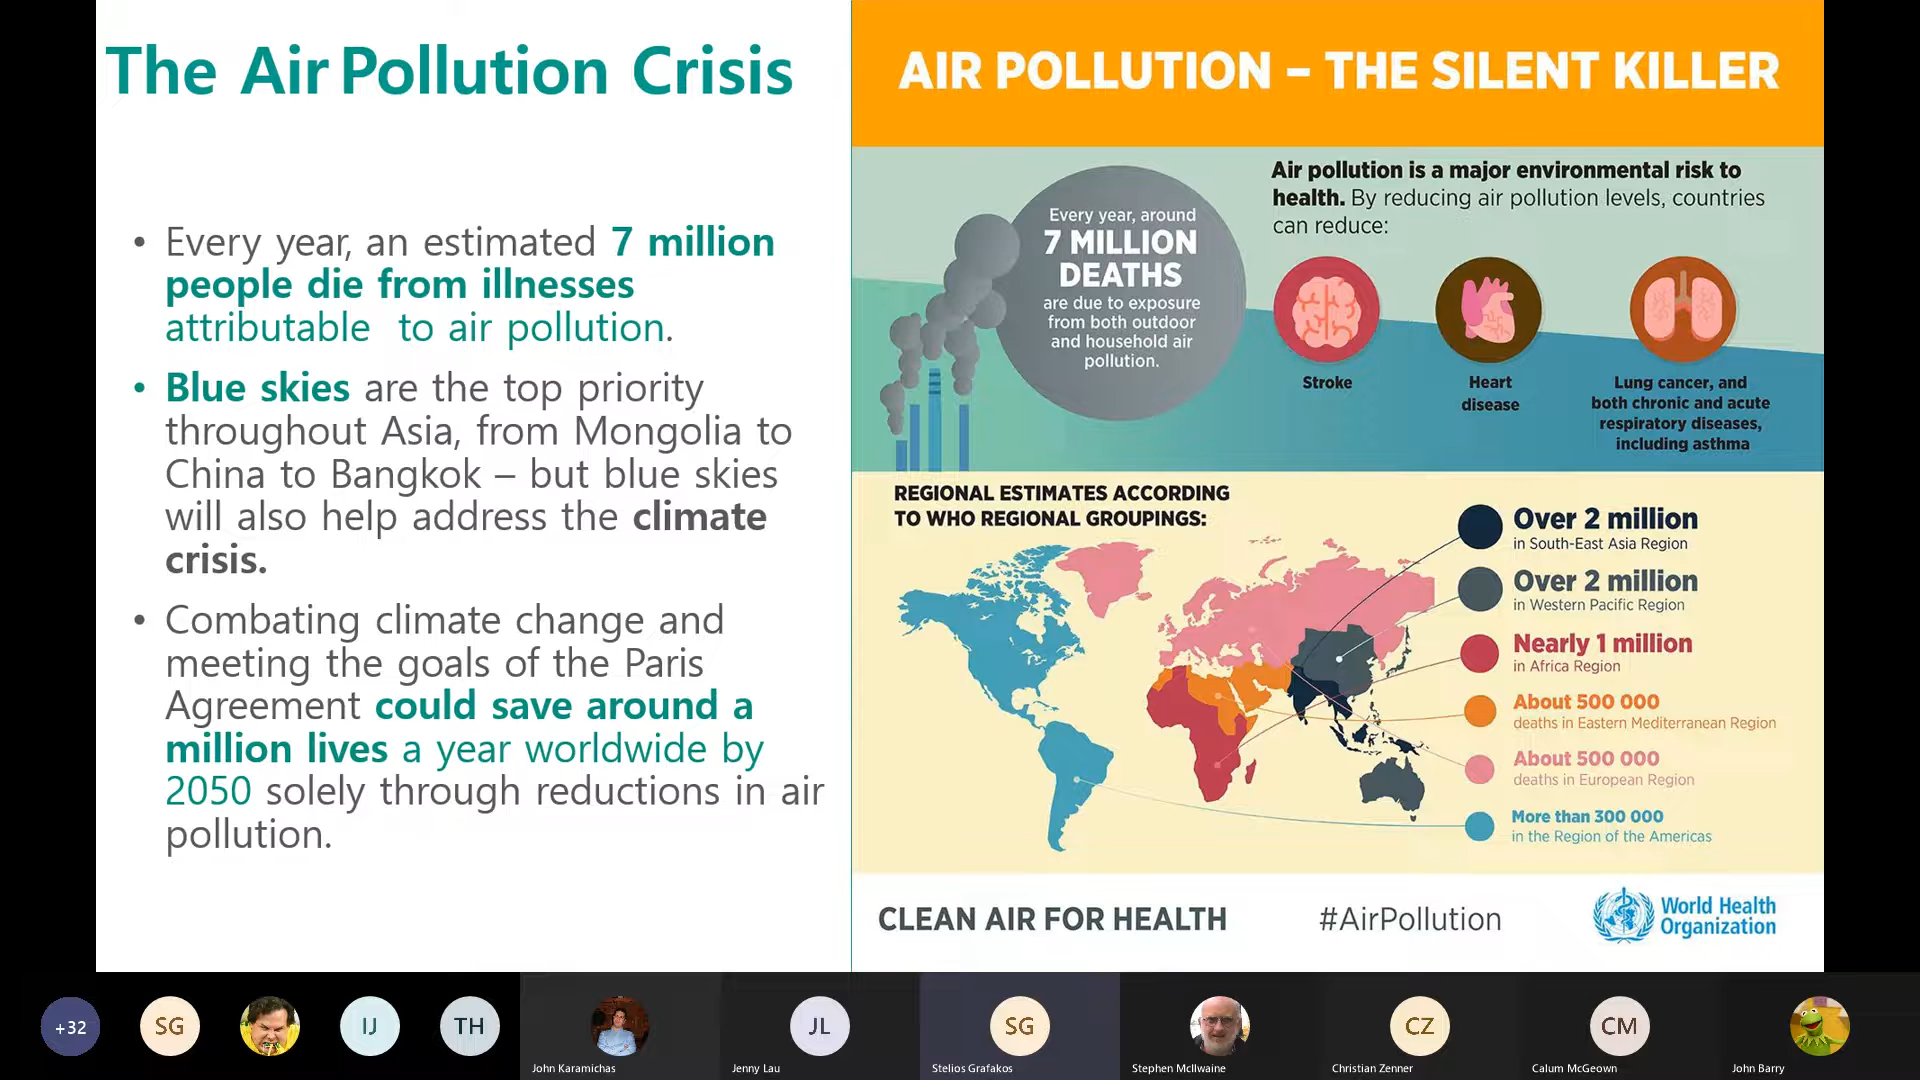 The Air Pollution Crisis
• Every year, an estimated 7 million
people die from illnesses
attributable to air pollution.
• Blue skies are the top priority
throughout Asia, from Mongolia to
China to Bangkok – but blue skies
will also help address the climate
crisis.
• Combating climate change and
meeting the goals of the Paris
Agreement could save around a
million lives a year worldwide by
2050 solely through reductions in air
pollution.
AIR POLLUTION – THE SILENT KILLER
Every year, around
7 MILLION
DEATHS
are due to exposure
from both outdoor
and household air
pollution.
Air pollution is a major environmental risk to
health. By reducing air pollution levels, countries
can reduce:
Stroke
Heart
disease
Lung cancer, and
both chronic and acute
respiratory diseases,
including asthma
REGIONAL ESTIMATES ACCORDING
TO WHO REGIONAL GROUPINGS:
Over 2 million
in South-East Asia Region
Over 2 million
in Western Pacific Region
Nearly 1 million
in Africa Region
About 500 000
deaths in Eastern Mediterranean Region
About 500 000
deaths in European Region
More than 300 000
in the Region of the Americas
CLEAN AIR FOR HEALTH
#AirPollution
World Health
Organization
+32
SG
IJ
TH
John Karamichas
JL
Jenny Lau
SG
Stelios Grafakos
Stephen McIlwaine
CZ
Christian Zenner
CM
Calum McGeown
John Barry